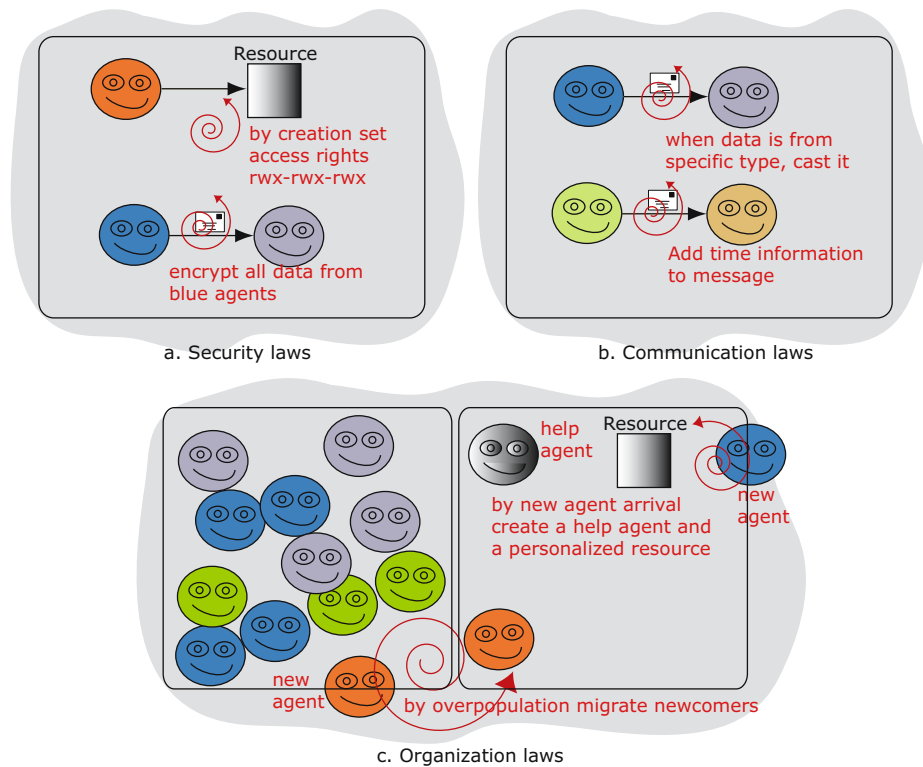 Resource
by creation set
access rights
rwx-rwx-rwx
encrypt all data from
blue agents
a. Security laws
when data is from
specific type, cast it
Add time information
to message
b. Communication laws
help
agent
Resource
new
agent
by new agent arrival
create a help agent and
a personalized resource
new
agent
by overpopulation migrate newcomers
c. Organization laws